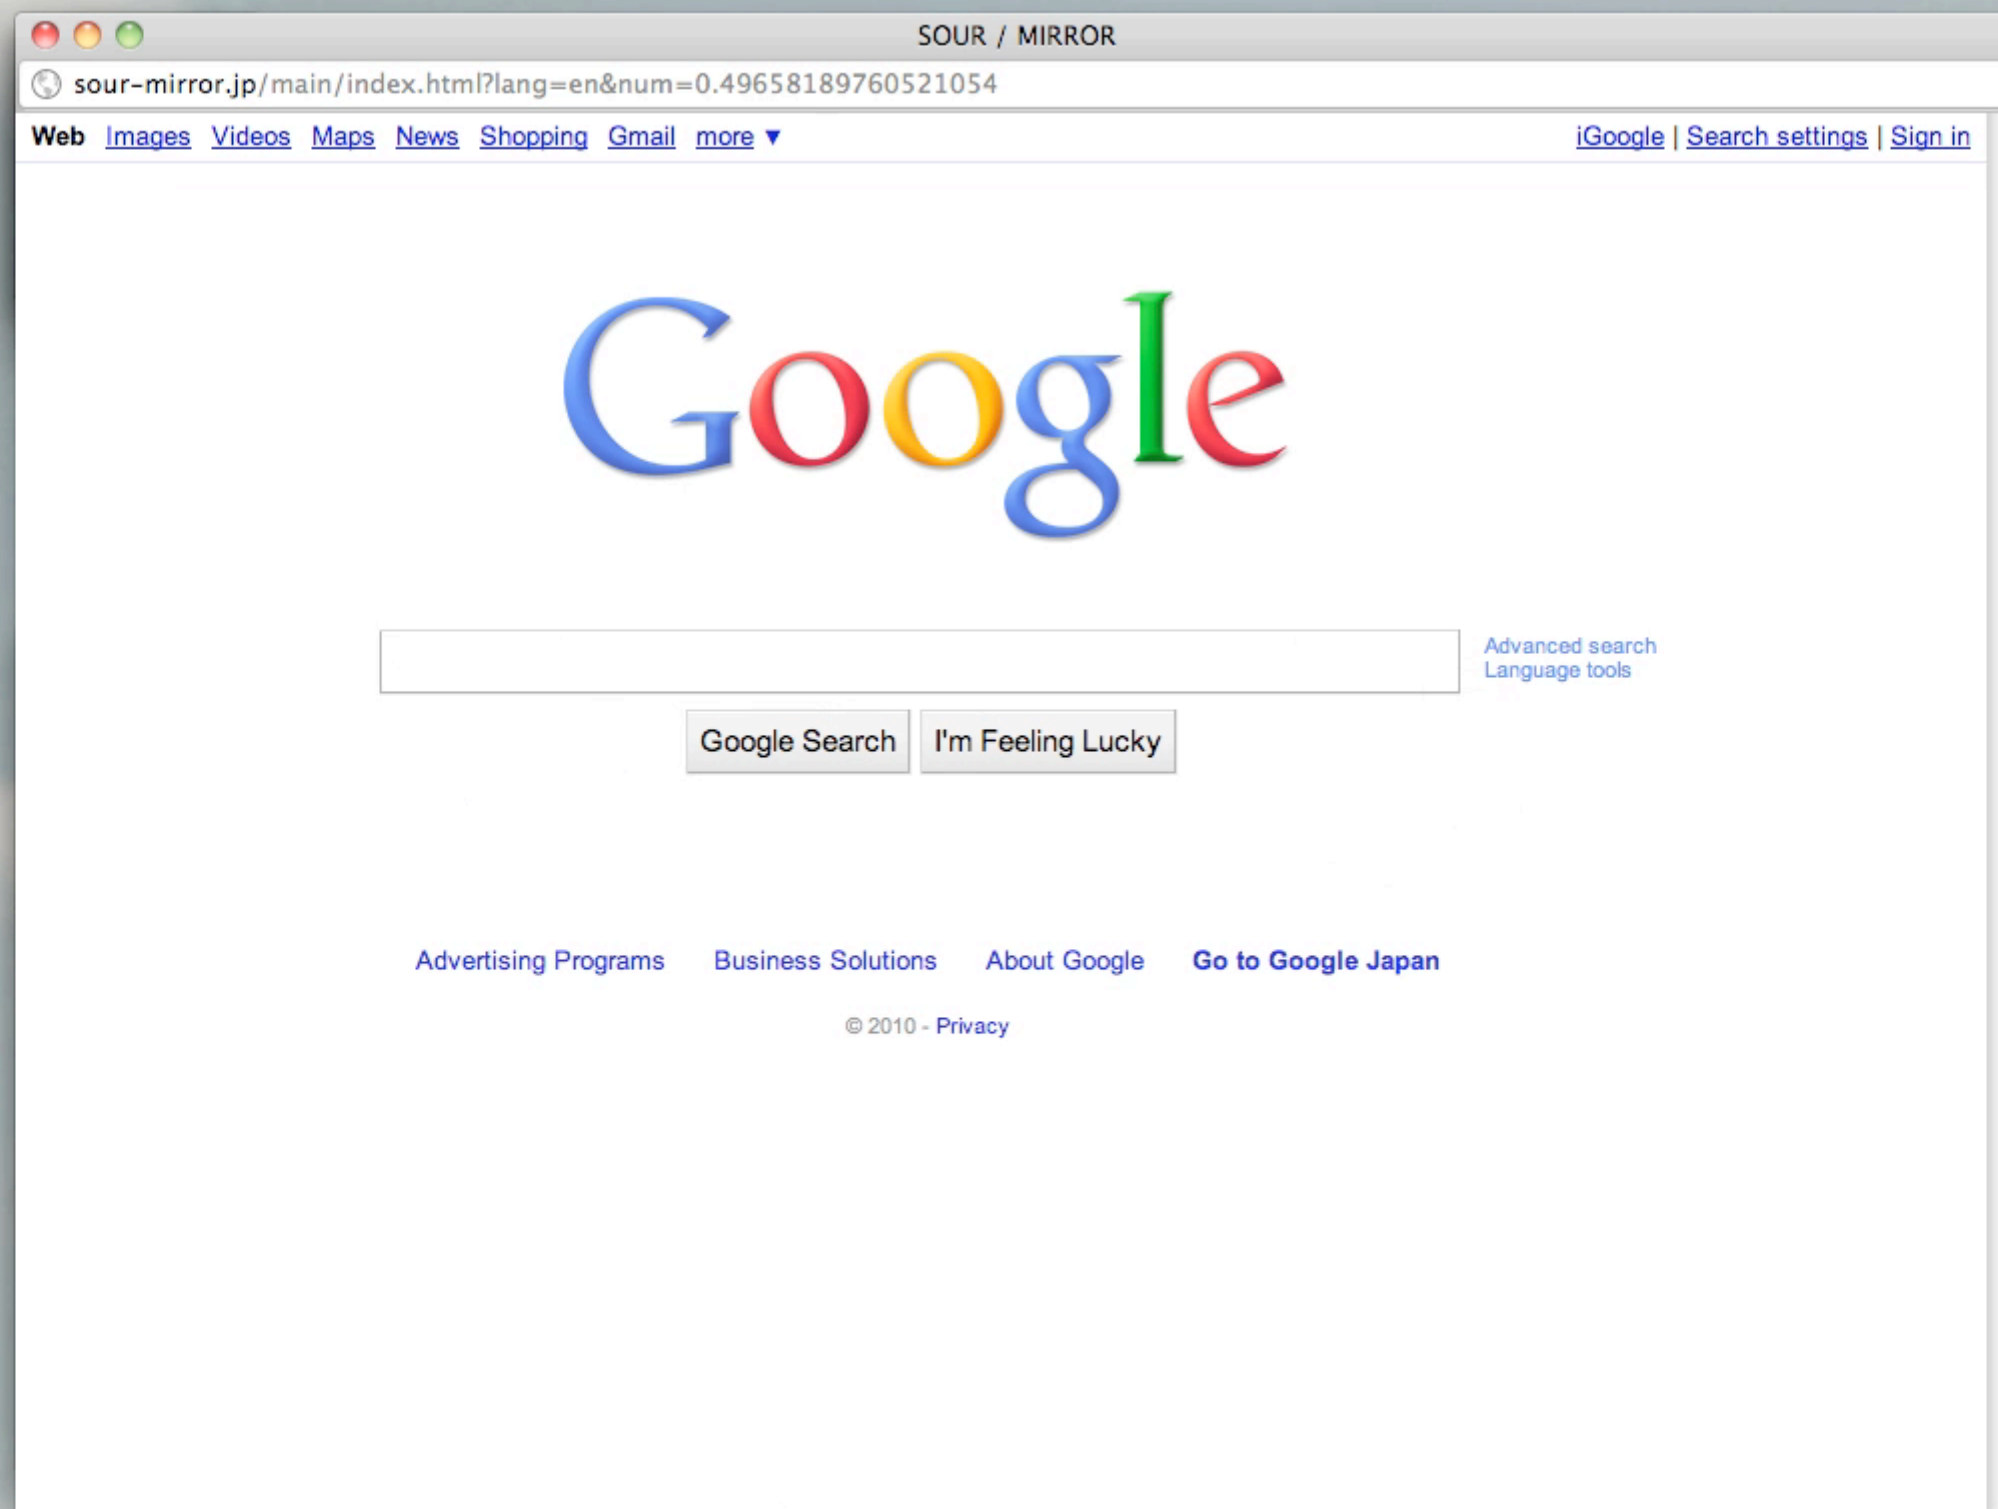 SOUR / MIRROR
sour-mirror.jp/main/index.html?lang=en&num=0.49658189760521054
Web Images Videos Maps News Shopping Gmail more ▼ iGoogle | Search settings | Sign in
Google
Advanced search
Language tools
Google Search I'm Feeling Lucky
Advertising Programs Business Solutions About Google Go to Google Japan
© 2010 - Privacy